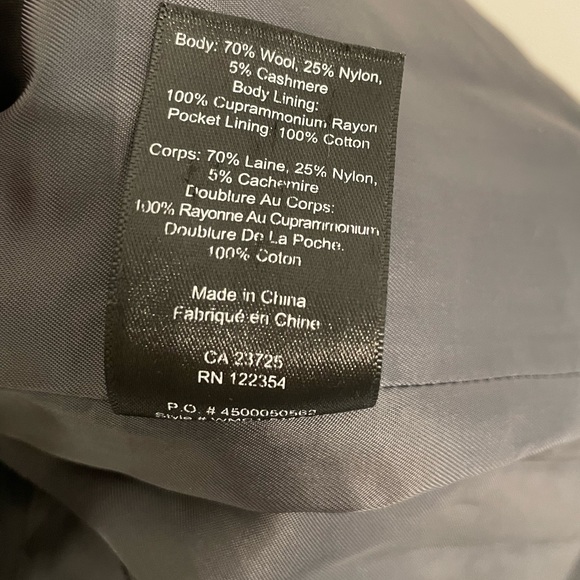 Body: 70% Wool, 25% Nylon,
5% Cashmere
Body Lining:
100% Cuprammonium Rayon
Pocket Lining: 100% Cotton
Corps: 70% Laine, 25% Nylon,
5% Cachemire
Doublure Au Corps:
100% Rayonne Au Cuprammonium
Doublure De La Poche:
100% Coton
Made in China
Fabriqué en Chine
CA 23725
RN 122354
P.O. # 4500050562
Style #